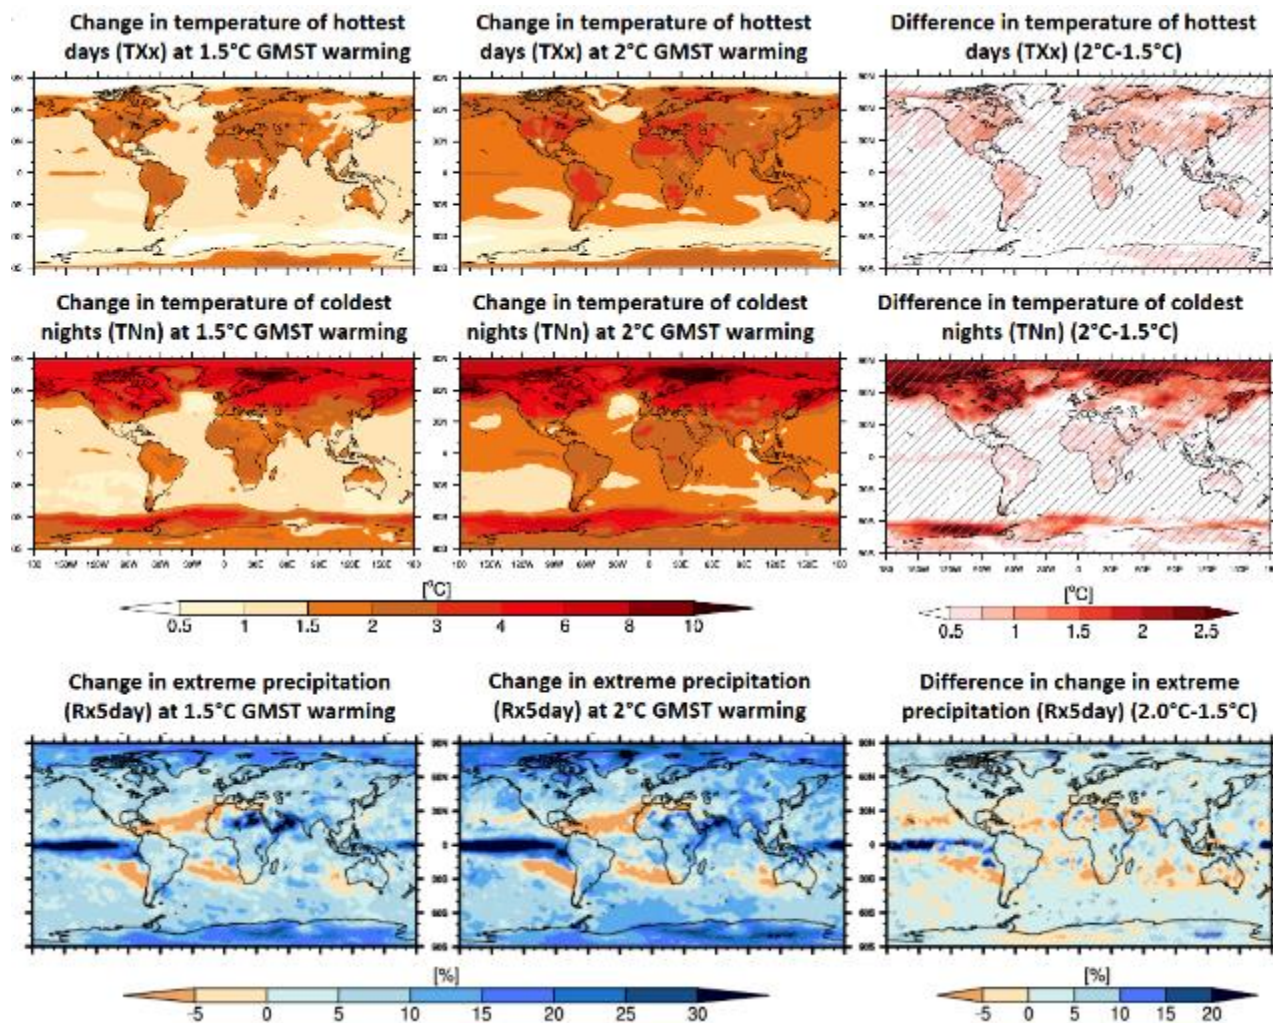 Change in temperature of hottest
days (TXx) at 1.5°C GMST warming
Change in temperature of hottest
days (TXx) at 2°C GMST warming
Difference in temperature of hottest
days (TXx) (2°C-1.5°C)
Change in temperature of coldest
nights (TNn) at 1.5°C GMST warming
Change in temperature of coldest
nights (TNn) at 2°C GMST warming
Difference in temperature of coldest
nights (TNn) (2°C-1.5°C)
[°C]
0.5 1 1.5 2 3 4 6 8 10
[°C]
0.5 1 1.5 2 2.5
Change in extreme precipitation
(Rx5day) at 1.5°C GMST warming
Change in extreme precipitation
(Rx5day) at 2°C GMST warming
Difference in change in extreme
precipitation (Rx5day) (2.0°C-1.5°C)
[%]
-5 0 5 10 15 20 25 30
[%]
-5 0 5 10 15 20